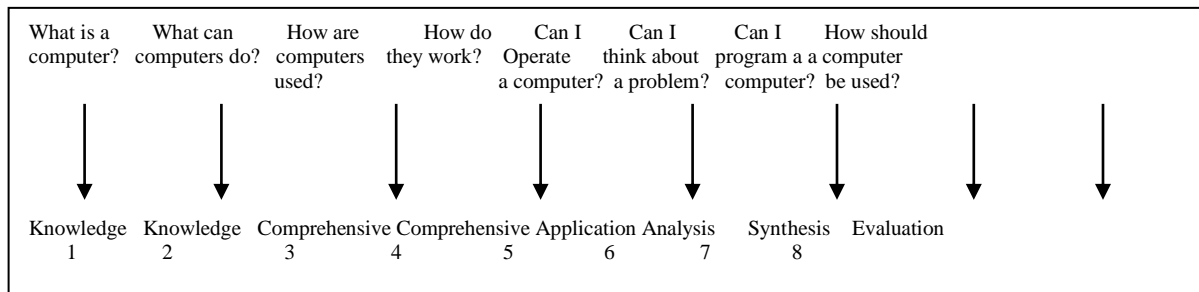 What is a What can How are How do Can I Can I Can I How should
computer? computers do? computers they work? Operate think about program a a computer
used? a computer? a problem? computer? be used?
Knowledge Knowledge Comprehensive Comprehensive Application Analysis Synthesis Evaluation
1 2 3 4 5 6 7 8